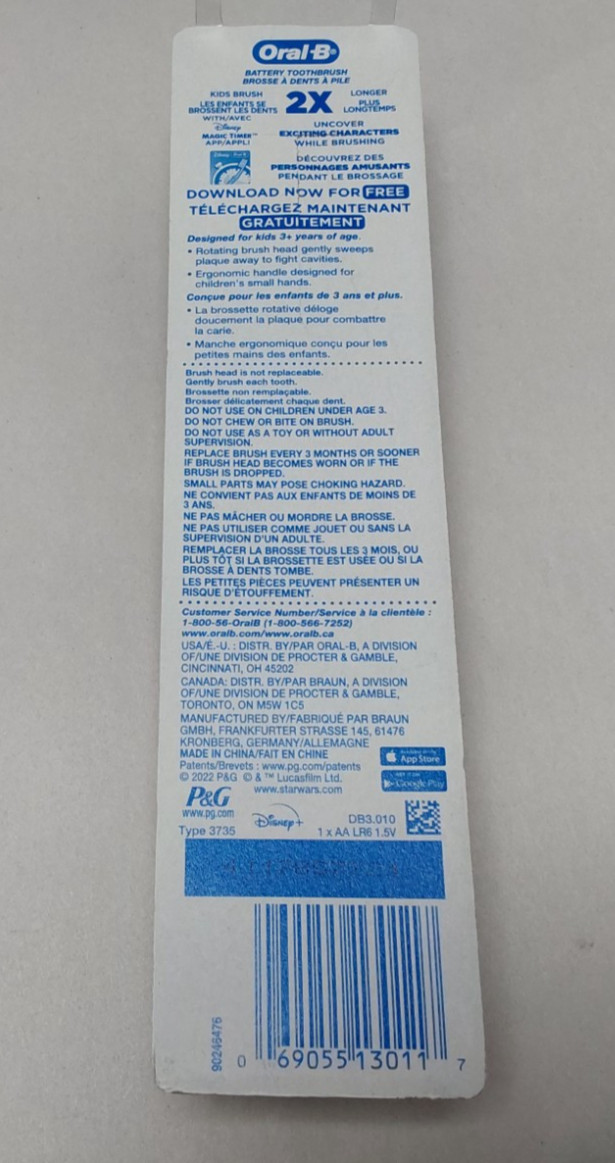 Oral-B®
BATTERY TOOTHBRUSH
BROSSE À DENTS À PILE
KIDS BRUSH
LES ENFANTS SE
BROSSENT LES DENTS
2X
LONGER
PLUS
LONGTEMPS
WITH/AVEC
Disney
MAGIC TIMER™
APP/APPLI
UNCOVER
EXCITING CHARACTERS
WHILE BRUSHING
DÉCOUVREZ DES
PERSONNAGES AMUSANTS
PENDANT LE BROSSAGE
DOWNLOAD NOW FOR FREE
TÉLÉCHARGEZ MAINTENANT
GRATUITEMENT
Designed for kids 3+ years of age.
• Rotating brush head gently sweeps
plaque away to fight cavities.
• Ergonomic handle designed for
children's small hands.
Conçue pour les enfants de 3 ans et plus.
• La brossette rotative déloge
doucement la plaque pour combattre
la carie.
• Manche ergonomique conçu pour les
petites mains des enfants.
Brush head is not replaceable.
Gently brush each tooth.
Brossette non remplaçable.
Brosser délicatement chaque dent.
DO NOT USE ON CHILDREN UNDER AGE 3.
DO NOT CHEW OR BITE ON BRUSH.
DO NOT USE AS A TOY OR WITHOUT ADULT
SUPERVISION.
REPLACE BRUSH EVERY 3 MONTHS OR SOONER
IF BRUSH HEAD BECOMES WORN OR IF THE
BRUSH IS DROPPED.
SMALL PARTS MAY POSE CHOKING HAZARD.
NE CONVIENT PAS AUX ENFANTS DE MOINS DE
3 ANS.
NE PAS MÂCHER OU MORDRE LA BROSSE.
NE PAS UTILISER COMME JOUET OU SANS LA
SUPERVISION D'UN ADULTE.
REMPLACER LA BROSSE TOUS LES 3 MOIS, OU
PLUS TÔT SI LA BROSSETTE EST USÉE OU SI LA
BROSSE À DENTS TOMBE.
LES PETITES PIÈCES PEUVENT PRÉSENTER UN
RISQUE D'ÉTOUFFEMENT.
Customer Service Number/Service à la clientèle :
1-800-56-OralB (1-800-566-7252)
www.oralb.com/www.oralb.ca
USA/É.-U. : DISTR. BY/PAR ORAL-B, A DIVISION
OF/UNE DIVISION DE PROCTER & GAMBLE,
CINCINNATI, OH 45202
CANADA: DISTR. BY/PAR BRAUN, A DIVISION
OF/UNE DIVISION DE PROCTER & GAMBLE,
TORONTO, ON M5W 1C5
MANUFACTURED BY/FABRIQUÉ PAR BRAUN
GMBH, FRANKFURTER STRASSE 145, 61476
KRONBERG, GERMANY/ALLEMAGNE
MADE IN CHINA/FAIT EN CHINE
Patents/Brevets : www.pg.com/patents
© 2022 P&G © & ™ Lucasfilm Ltd.
www.starwars.com
App Store
GET IT ON
Google Play
P&G
www.pg.com
Type 3735
Disney+
DB3.010
1 x AA LR6 1.5V
90246476
0 69055 13011 7